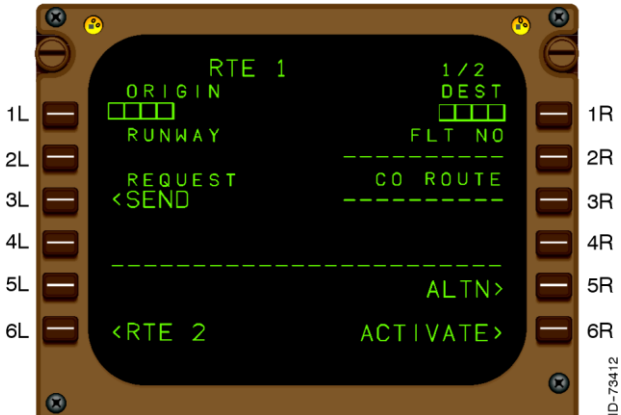 RTE 1
1/2
ORIGIN
DEST
1L
1R
RUNWAY
FLT NO
2L
----------
2R
REQUEST
CO ROUTE
3L
<SEND
----------
3R
4L
4R
------------------------
5L
ALTN>
5R
6L
<RTE 2
ACTIVATE>
6R
ID-73412